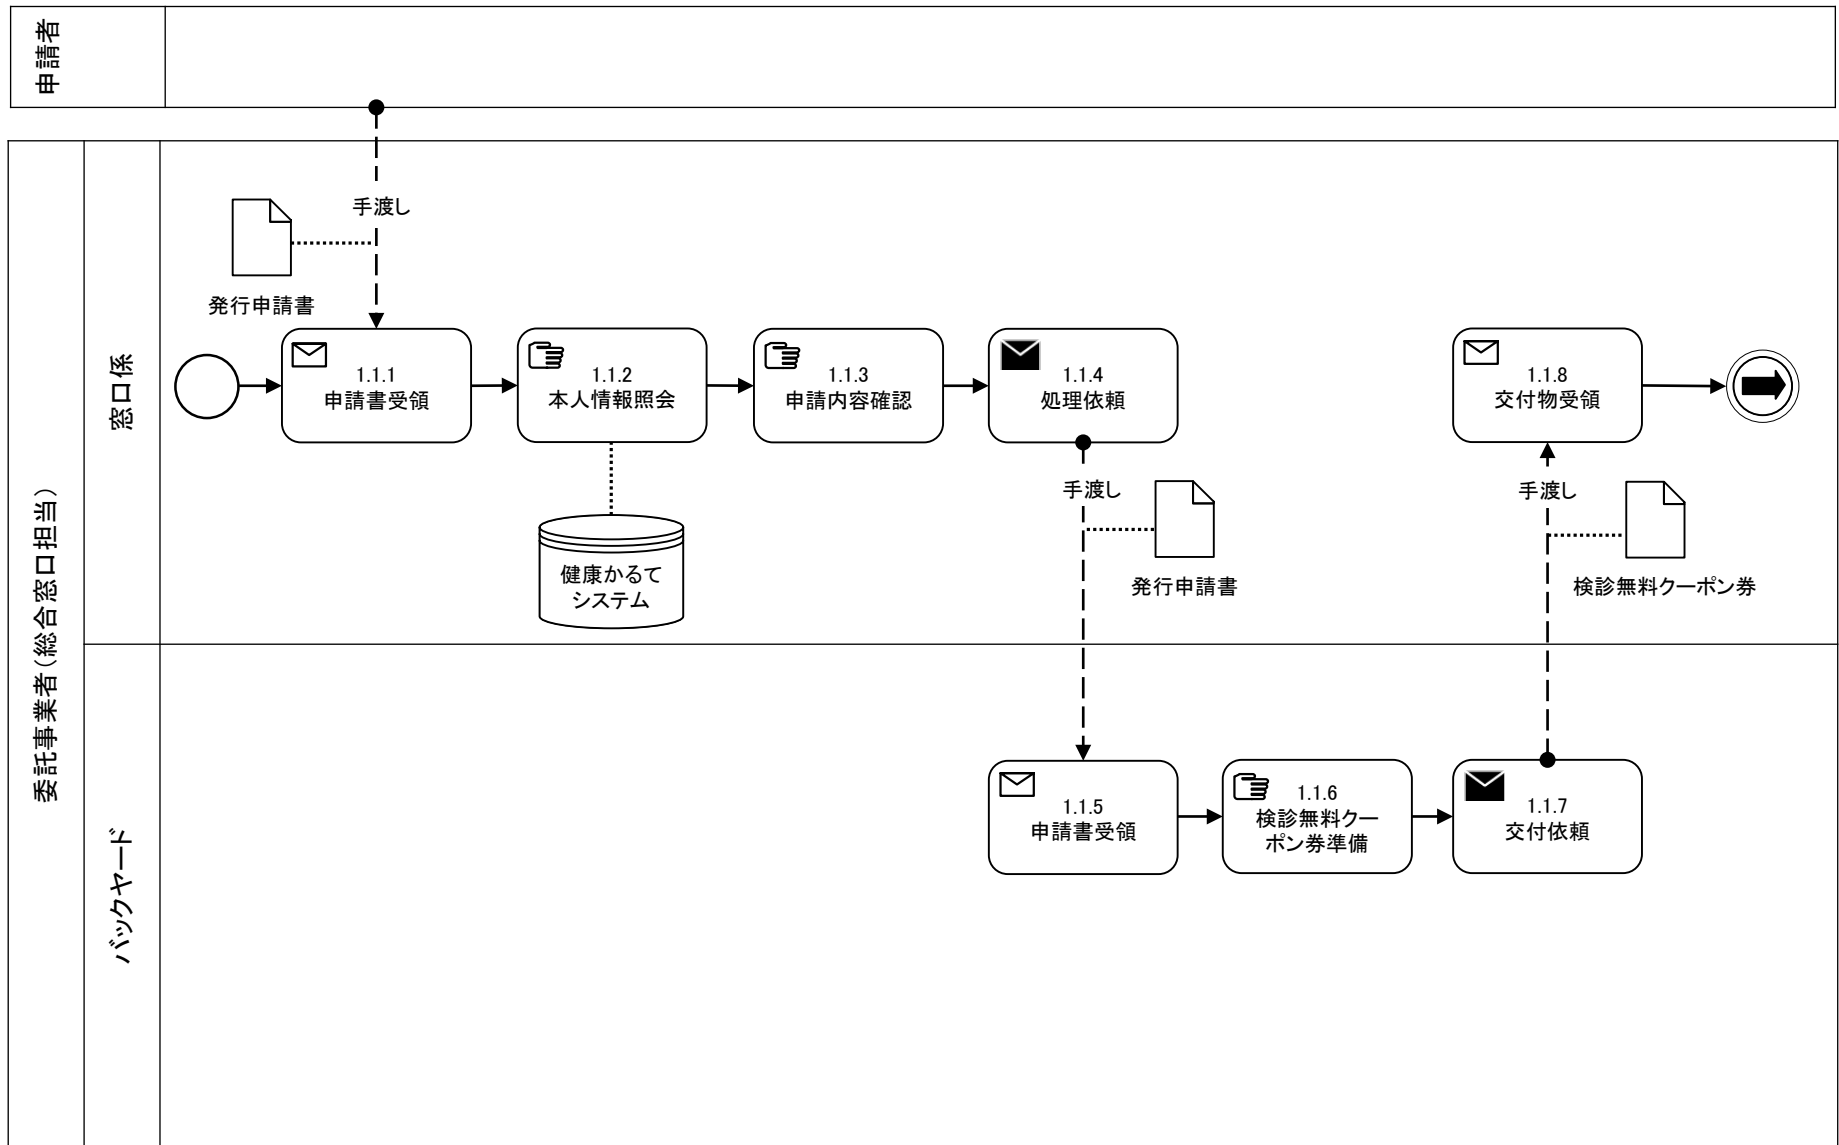 申請者
委託事業者(総合窓口担当)
窓口係
手渡し
発行申請書
1.1.1
申請書受領
1.1.2
本人情報照会
1.1.3
申請内容確認
1.1.4
処理依頼
1.1.8
交付物受領
健康かるて
システム
手渡し
発行申請書
手渡し
検診無料クーポン券
バックヤード
1.1.5
申請書受領
1.1.6
検診無料クー
ポン券準備
1.1.7
交付依頼